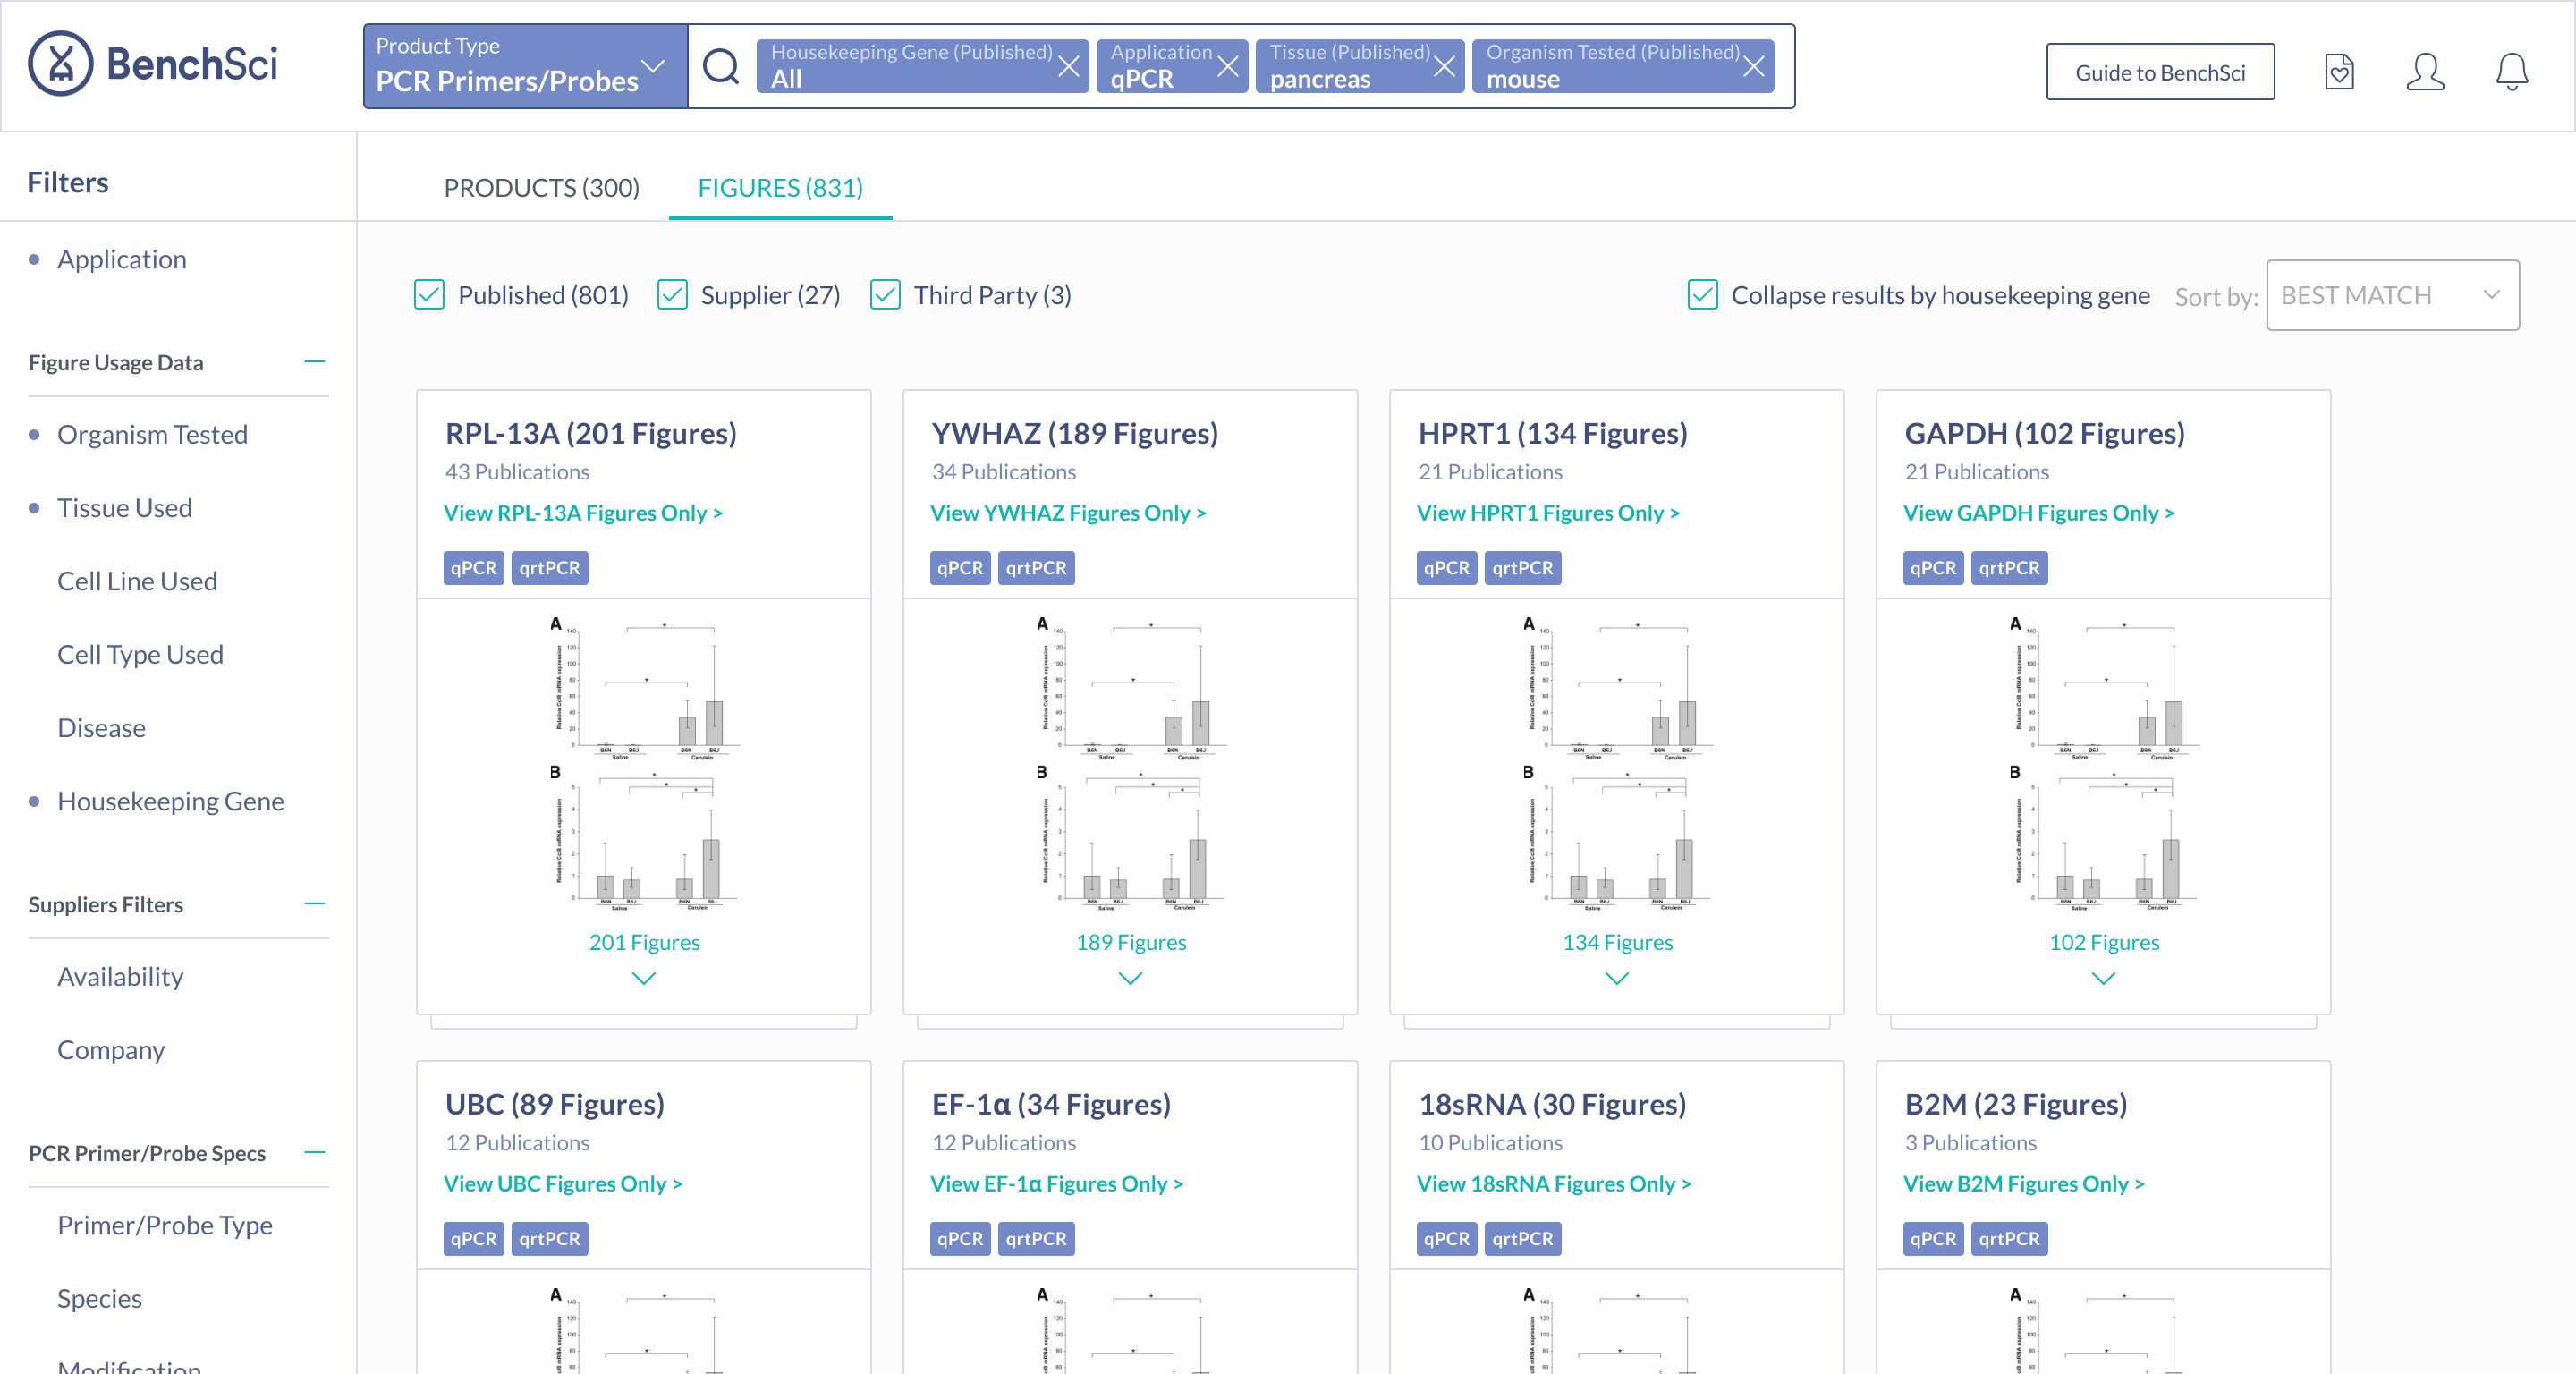 BenchSci
Product Type
PCR Primers/Probes
Housekeeping Gene (Published)
All
Application
qPCR
Tissue (Published)
pancreas
Organism Tested (Published)
mouse
Guide to BenchSci
Filters
PRODUCTS (300)
FIGURES (831)
Application
Figure Usage Data
Organism Tested
Tissue Used
Cell Line Used
Cell Type Used
Disease
Housekeeping Gene
Suppliers Filters
Availability
Company
PCR Primer/Probe Specs
Primer/Probe Type
Species
Modification
Published (801)
Supplier (27)
Third Party (3)
Collapse results by housekeeping gene
Sort by:
BEST MATCH
RPL-13A (201 Figures)
43 Publications
View RPL-13A Figures Only >
qPCR qrtPCR
A
B
201 Figures
YWHAZ (189 Figures)
34 Publications
View YWHAZ Figures Only >
qPCR qrtPCR
A
B
189 Figures
HPRT1 (134 Figures)
21 Publications
View HPRT1 Figures Only >
qPCR qrtPCR
A
B
134 Figures
GAPDH (102 Figures)
21 Publications
View GAPDH Figures Only >
qPCR qrtPCR
A
B
102 Figures
UBC (89 Figures)
12 Publications
View UBC Figures Only >
qPCR qrtPCR
A
EF-1α (34 Figures)
12 Publications
View EF-1α Figures Only >
qPCR qrtPCR
A
18sRNA (30 Figures)
10 Publications
View 18sRNA Figures Only >
qPCR qrtPCR
A
B2M (23 Figures)
3 Publications
View B2M Figures Only >
qPCR qrtPCR
A